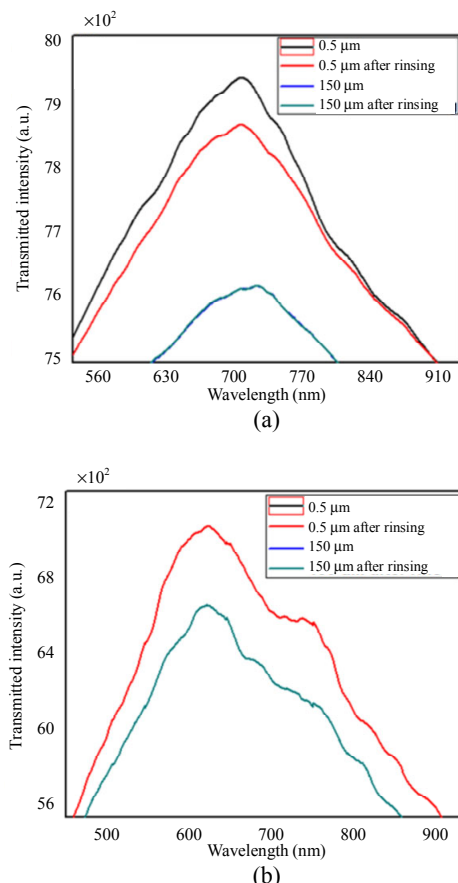 ×10²
80
79
78
77
76
75
Transmitted intensity (a.u.)
0.5 μm
0.5 μm after rinsing
150 μm
150 μm after rinsing
560 630 700 770 840 910
Wavelength (nm)
(a)
×10²
72
68
64
60
56
Transmitted intensity (a.u.)
0.5 μm
0.5 μm after rinsing
150 μm
150 μm after rinsing
500 600 700 800 900
Wavelength (nm)
(b)